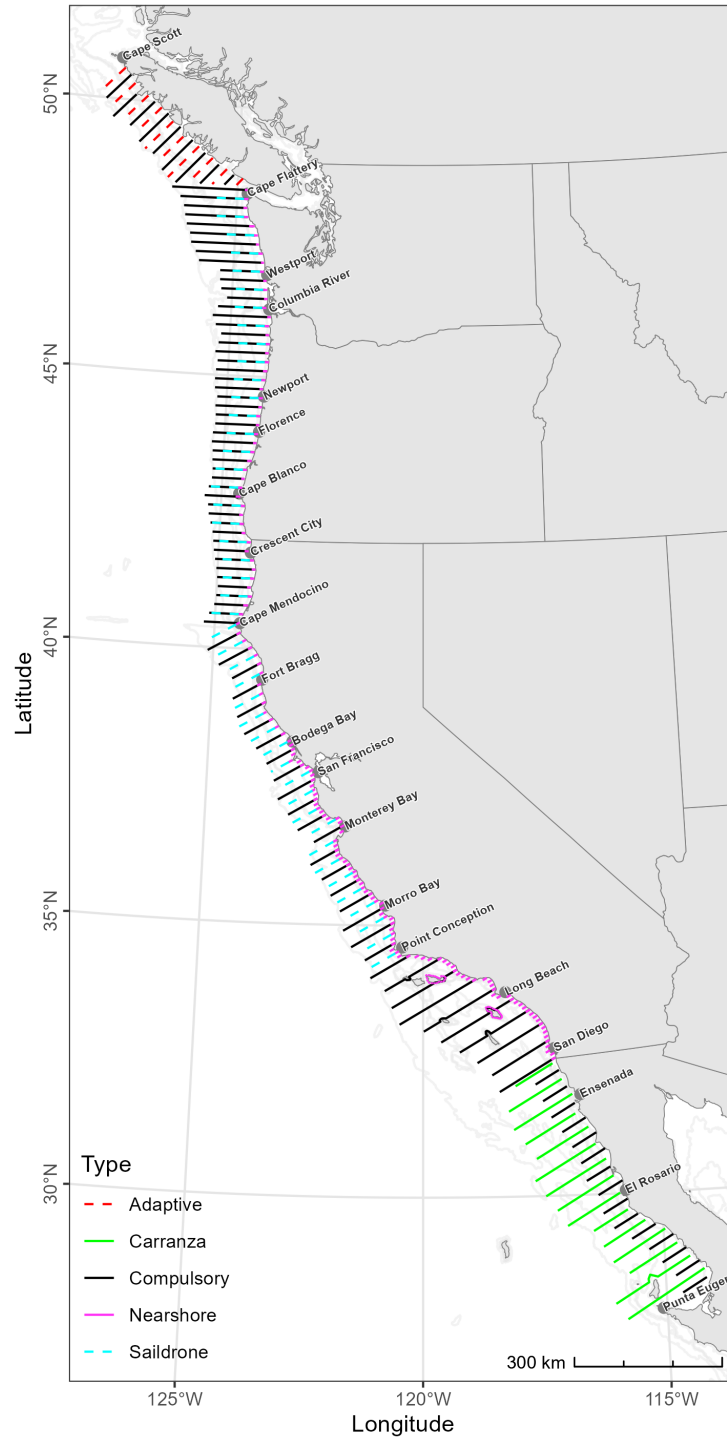 Cape Scott
50°N
Cape Flattery
Westport
Columbia River
45°N
Newport
Florence
Cape Blanco
Crescent City
Cape Mendocino
40°N
Fort Bragg
Bodega Bay
San Francisco
Monterey Bay
35°N
Morro Bay
Point Conception
Long Beach
San Diego
Ensenada
30°N
El Rosario
Punta Euger
Latitude
Type
Adaptive
Carranza
Compulsory
Nearshore
Saildrone
300 km
125°W
120°W
115°W
Longitude